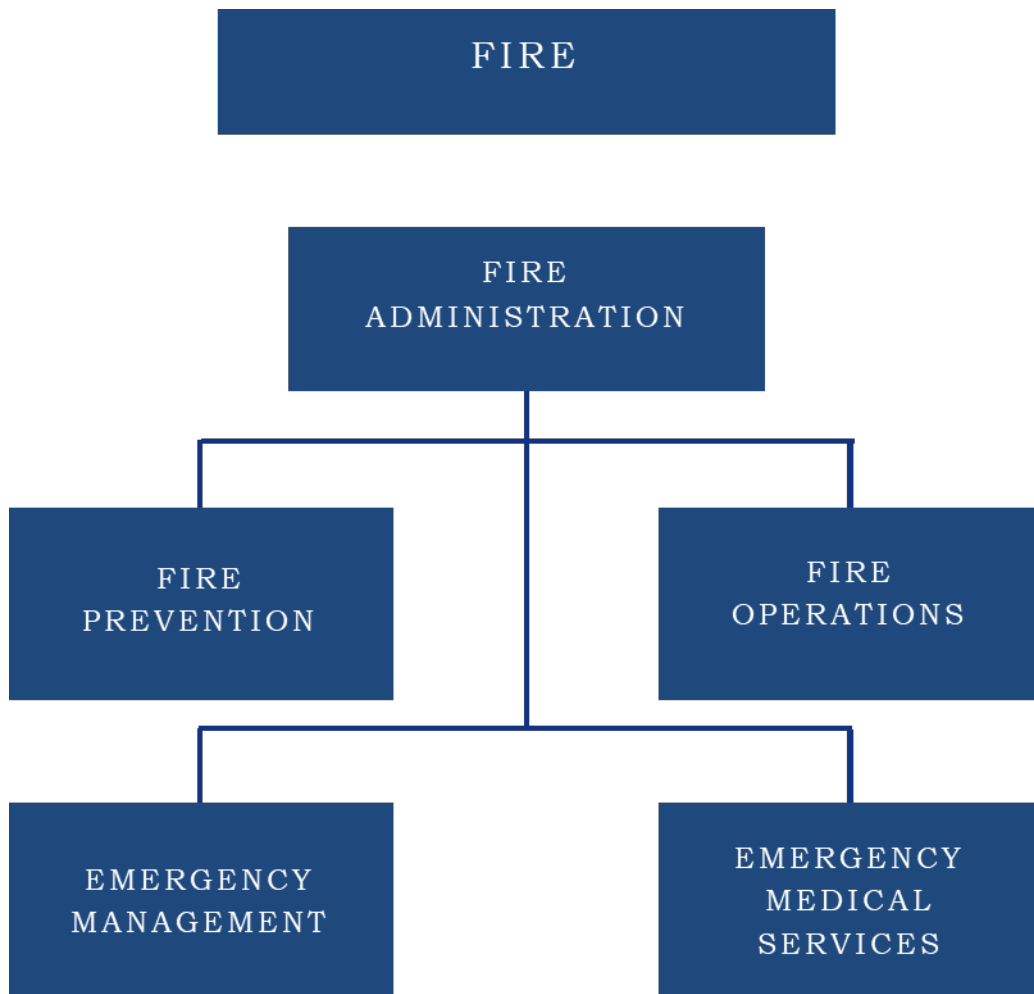 FIRE
FIRE
ADMINISTRATION
FIRE
PREVENTION
FIRE
OPERATIONS
EMERGENCY
MANAGEMENT
EMERGENCY
MEDICAL
SERVICES